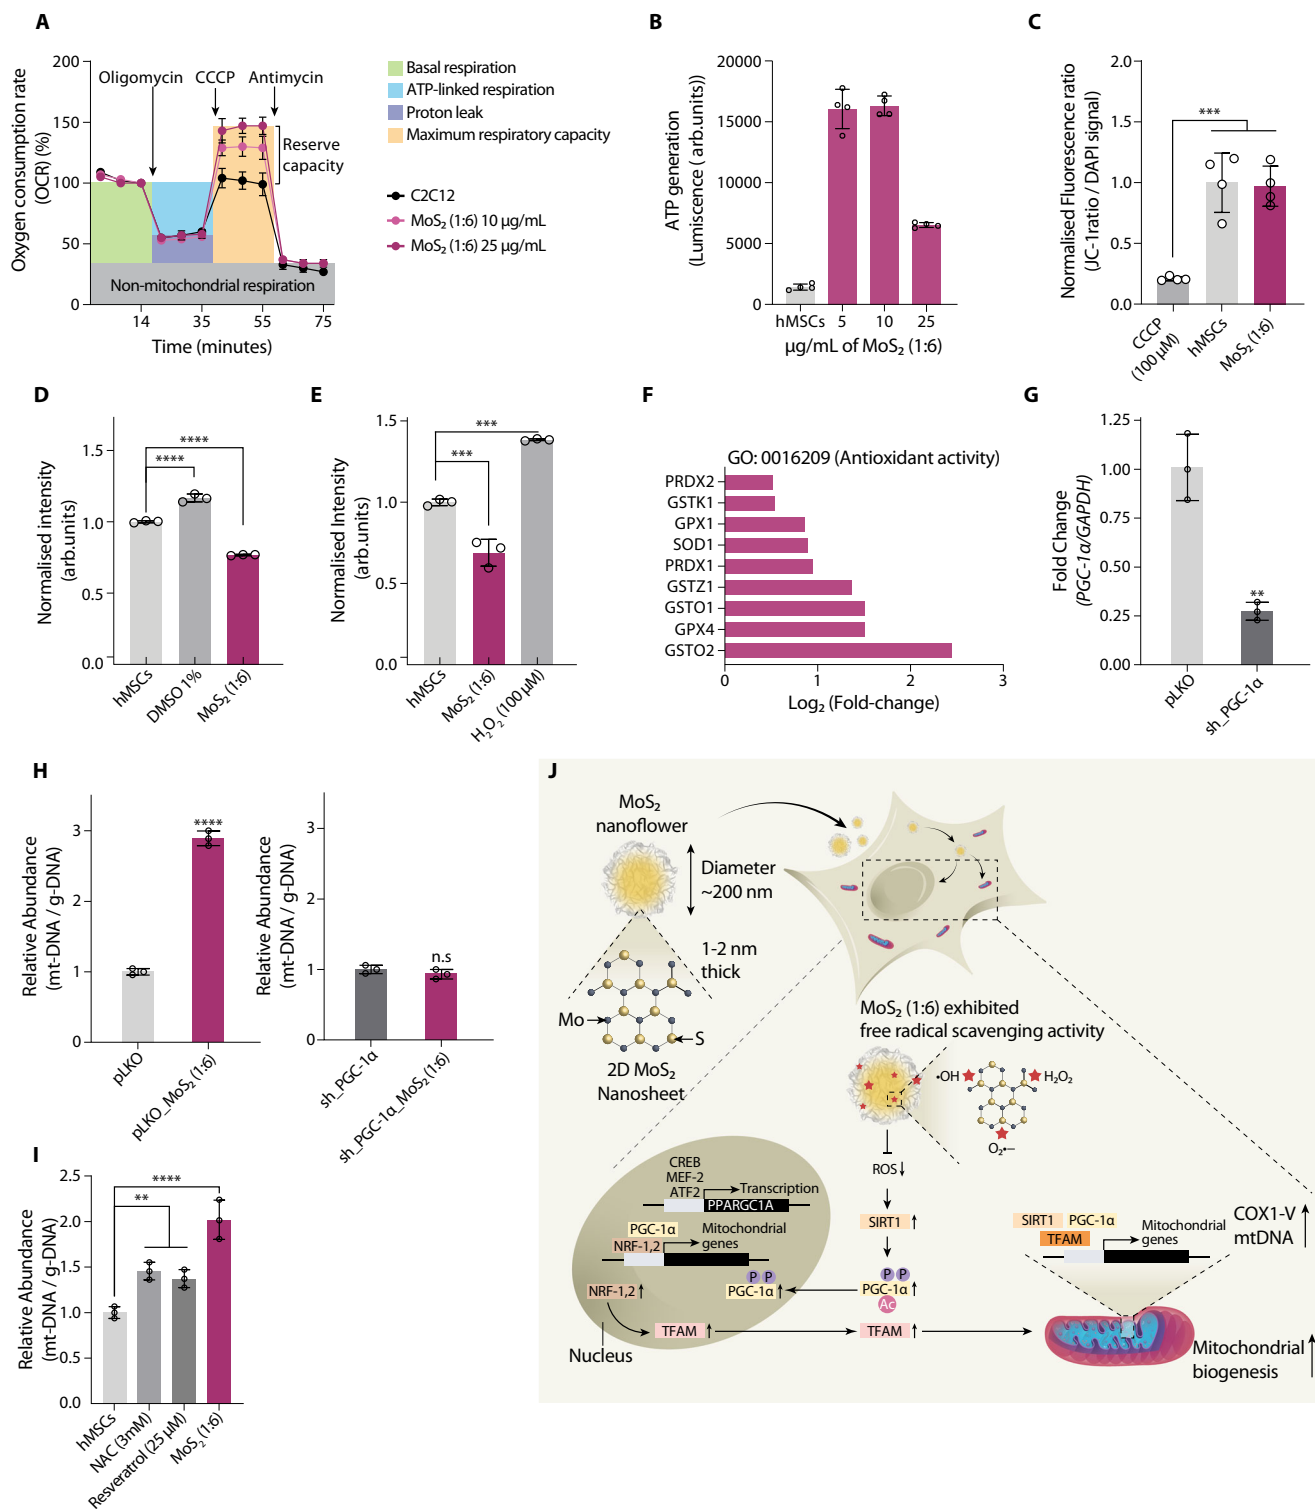 A
Oxygen consumption rate
(OCR) (%)
200
150
100
50
0
Oligomycin
CCCP
Antimycin
Reserve
capacity
Non-mitochondrial respiration
14
35
55
75
Time (minutes)
Basal respiration
ATP-linked respiration
Proton leak
Maximum respiratory capacity
C2C12
MoS₂ (1:6) 10 µg/mL
MoS₂ (1:6) 25 µg/mL
B
ATP generation
(Lumiscence ( arbunits))
20000
15000
10000
5000
0
hMSCs
5
10
25
µg/mL of MoS₂ (1:6)
C
Normalised Fluorescence ratio
(JC-1ratio / DAPI signal)
2.0
1.5
1.0
0.5
0.0
***
CCCP
(100 µM)
hMSCs
MoS₂ (1:6)
D
Normalised intensity
(arb.units)
1.5
1.0
0.5
0.0
****
****
hMSCs
DMSO 1%
MoS₂ (1:6)
E
Normalised Intensity
(arb.units)
1.5
1.0
0.5
0.0
***
***
hMSCs
MoS₂ (1:6)
H₂O₂ (100 µM)
F
GO: 0016209 (Antioxidant activity)
PRDX2
GSTK1
GPX1
SOD1
PRDX1
GSTZ1
GSTO1
GPX4
GSTO2
0
1
2
3
Log₂ (Fold-change)
G
Fold Change
(PGC-1α/GAPDH)
1.25
1.00
0.75
0.50
0.25
0.00
**
pLKO
sh_PGC-1α
H
Relative Abundance
(mt-DNA / g-DNA)
3
2
1
0
****
pLKO
pLKO_MoS₂ (1:6)
Relative Abundance
(mt-DNA / g-DNA)
3
2
1
0
n.s
sh_PGC-1α
sh_PGC-1α_MoS₂ (1:6)
I
Relative Abundance
(mt-DNA / g-DNA)
2.5
2.0
1.5
1.0
0.5
0.0
****
**
hMSCs
NAC (3mM)
Resveratrol (25 µM)
MoS₂ (1:6)
J
MoS₂
nanoflower
Diameter
~200 nm
1-2 nm
thick
Mo
S
2D MoS₂
Nanosheet
MoS₂ (1:6) exhibited
free radical scavenging activity
•OH
H₂O₂
O₂•—
ROS
SIRT1
P P
PGC-1α
Ac
TFAM
CREB
MEF-2
ATF2
Transcription
PPARGC1A
PGC-1α
NRF-1,2
Mitochondrial
genes
P P
NRF-1,2
PGC-1α
TFAM
Nucleus
SIRT1
PGC-1α
TFAM
Mitochondrial
genes
COX1-V
mtDNA
Mitochondrial
biogenesis